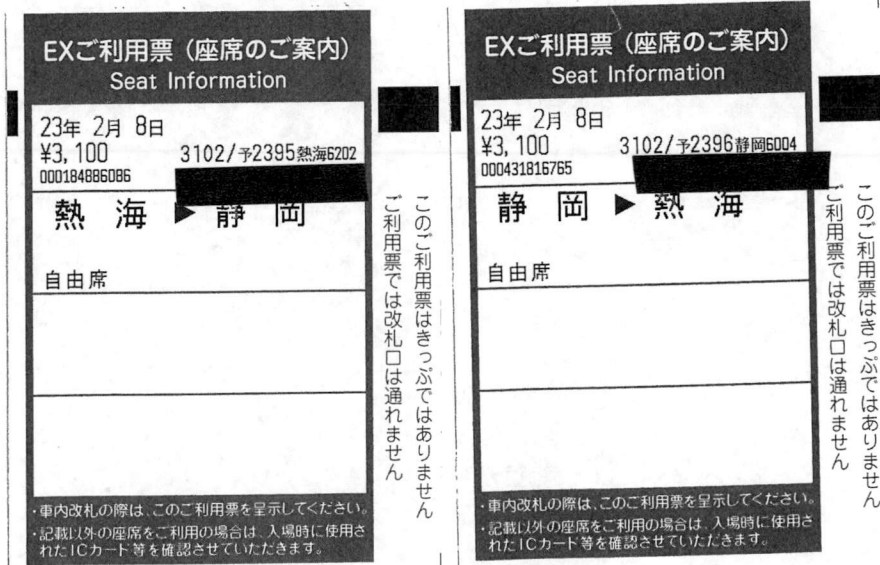 EXご利用票（座席のご案内）
Seat Information
23年 2月 8日
¥3,100 3102/予2395熱海6202
000184886086
熱 海 ▶ 静 岡
自由席
・車内改札の際は、このご利用票を呈示してください。
・記載以外の座席をご利用の場合は、入場時に使用さ
れたICカード等を確認させていただきます。
このご利用票はきっぷではありません
ご利用票では改札口は通れません
EXご利用票（座席のご案内）
Seat Information
23年 2月 8日
¥3,100 3102/予2396静岡6004
000431816765
静 岡 ▶ 熱 海
自由席
・車内改札の際は、このご利用票を呈示してください。
・記載以外の座席をご利用の場合は、入場時に使用さ
れたICカード等を確認させていただきます。
このご利用票はきっぷではありません
ご利用票では改札口は通れません